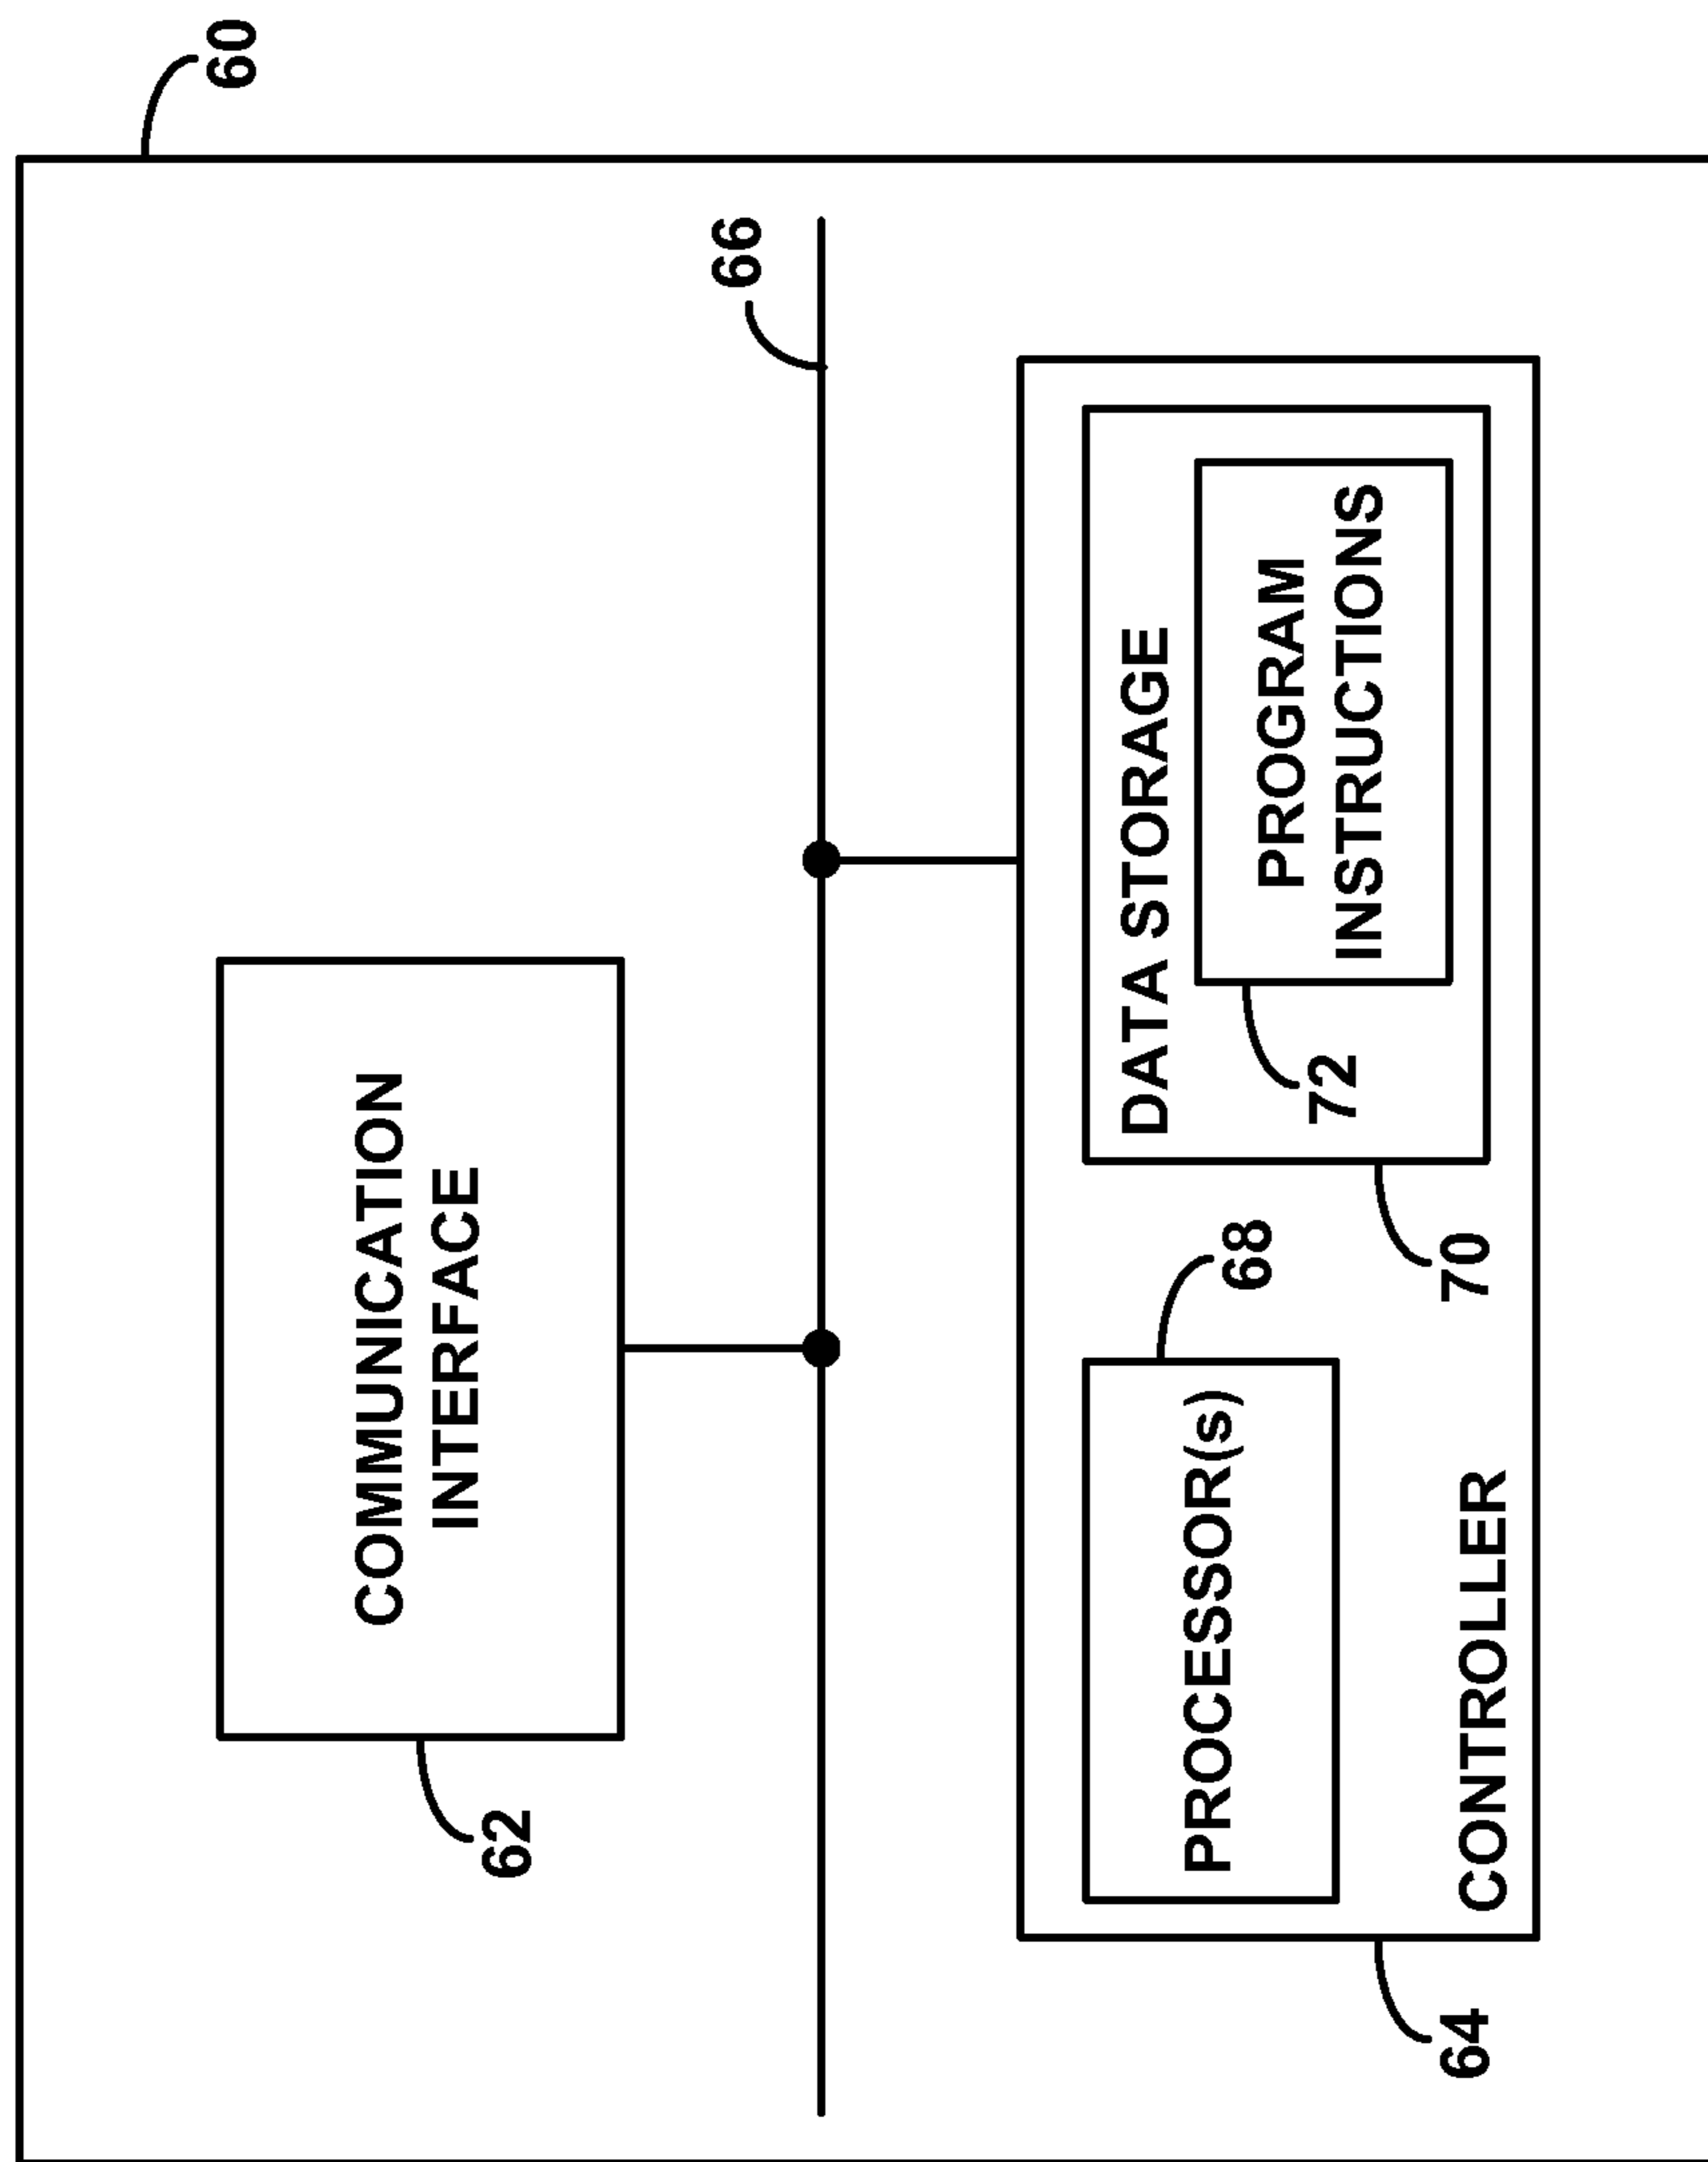 60
COMMUNICATION
INTERFACE
62
66
DATA STORAGE
PROGRAM
INSTRUCTIONS
72
70
PROCESSOR(s)
68
CONTROLLER
64